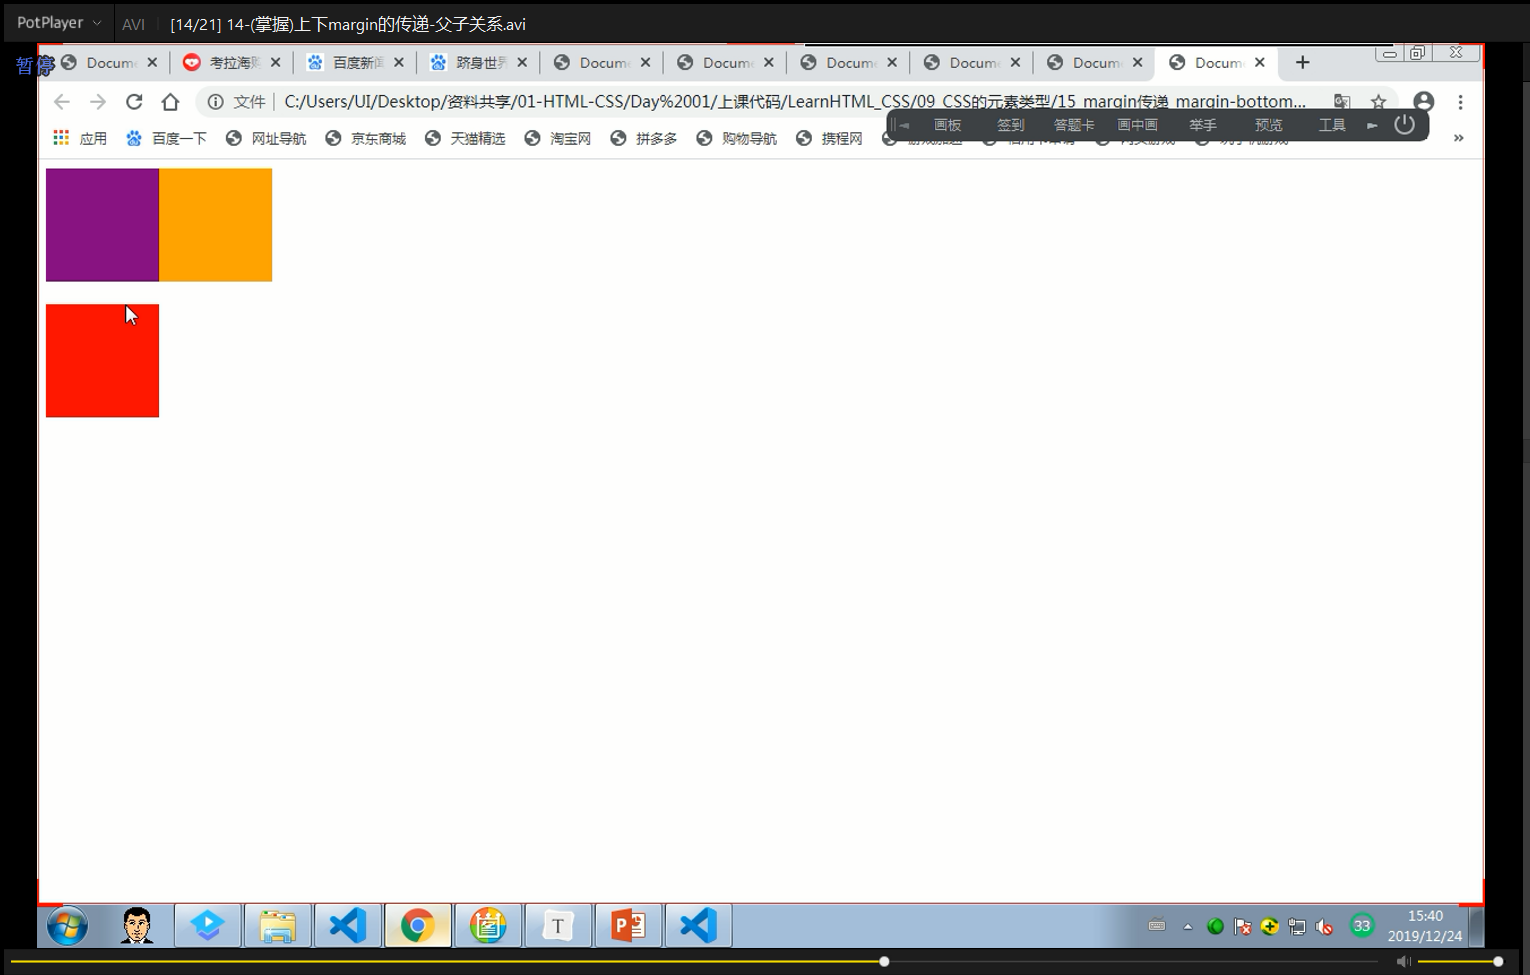 PotPlayer AVI [14/21] 14-(掌握)上下margin的传递-父子关系.avi
暂停
Docum 考拉海 百度新 跻身世 Docum Docum Docum Docum Docum Docum
文件 C:/Users/UI/Desktop/资料共享/01-HTML-CSS/Day%2001/上课代码/LearnHTML_CSS/09_CSS的元素类型/15_margin传递_margin-bottom...
画板 签到 答题卡 画中画 举手 预览 工具
应用 百度一下 网址导航 京东商城 天猫精选 淘宝网 拼多多 购物导航 携程网
T
33
15:40
2019/12/24